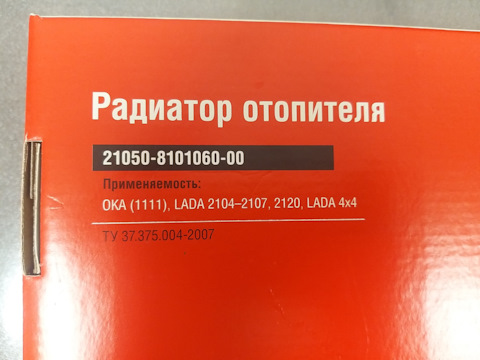 Радиатор отопителя
21050-8101060-00
Применяемость:
ОКА (1111), LADA 2104–2107, 2120, LADA 4x4
ТУ 37.375.004-2007